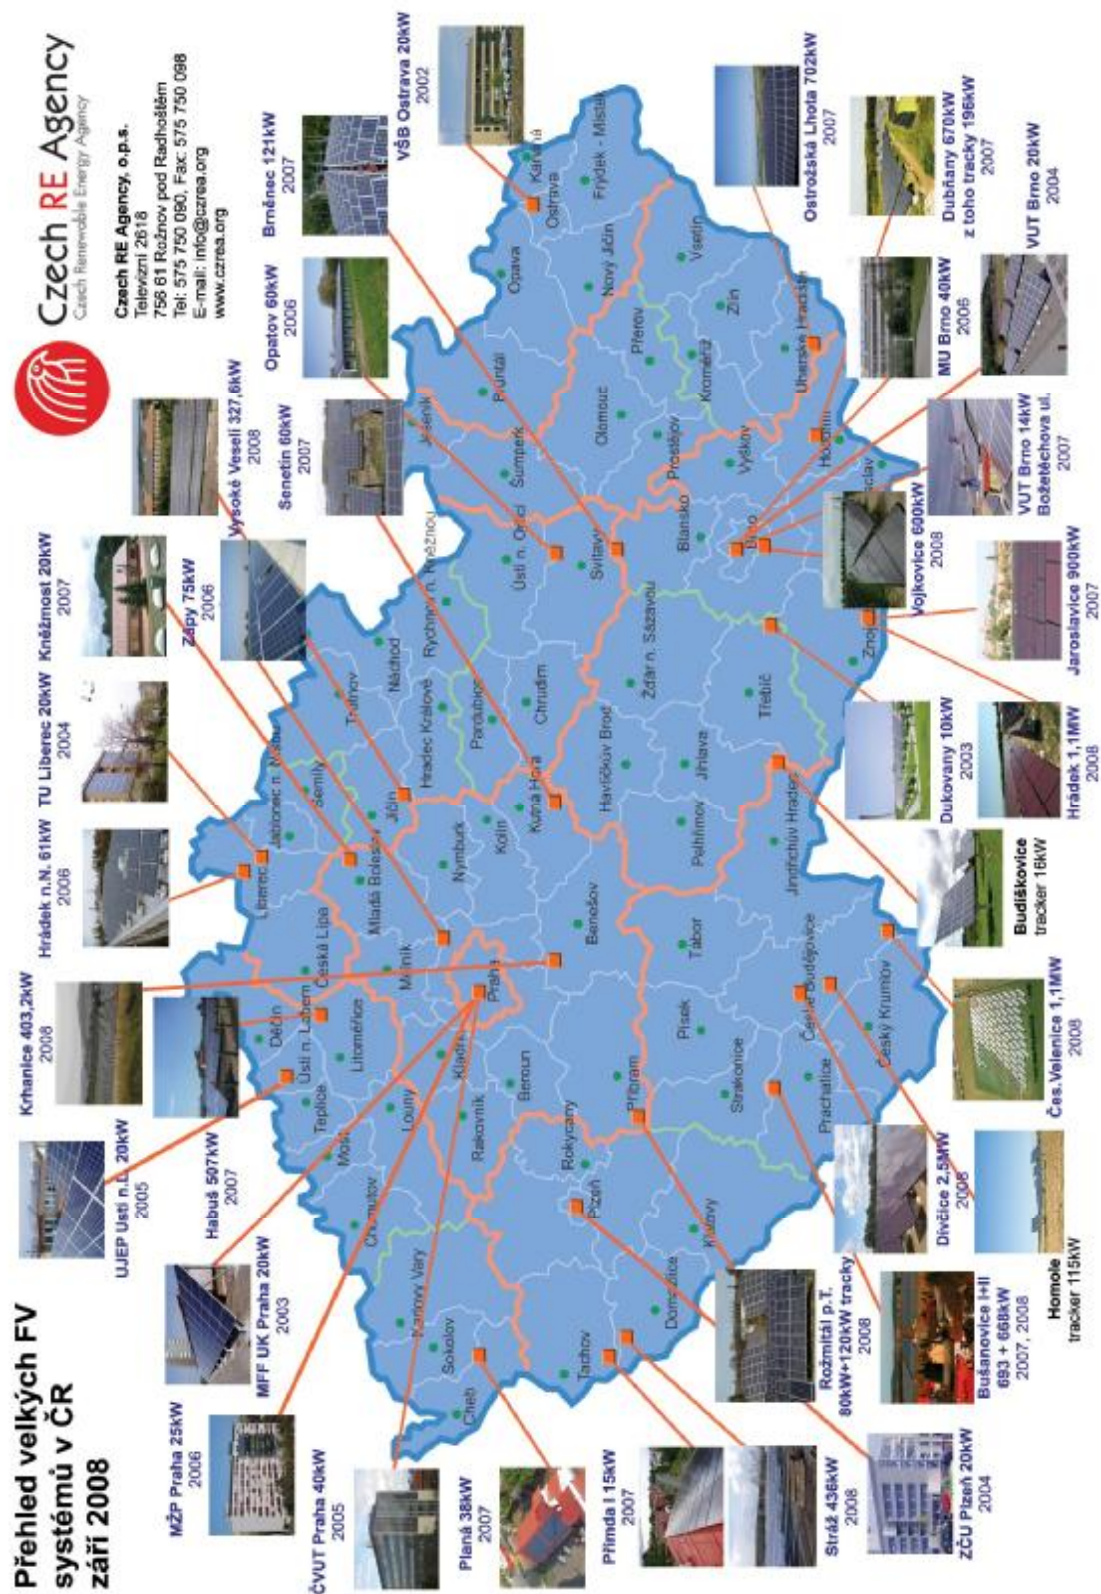 Přehled velkých FV
systémů v ČR
září 2008
Czech RE Agency
Czech Renewable Energy Agency
Czech RE Agency, o.p.s.
Televizní 2618
756 61 Rožnov pod Radhoštěm
Tel: 575 750 090, Fax: 575 750 098
E-mail: info@czrea.org
www.czrea.org
UJEP Ústí n.L. 20kW
2005
Krhanice 403,2kW
2008
Hrádek n.N. 61kW
2006
TU Liberec 20kW
2004
Kněžmost 20kW
2007
Vysoké Veselí 327,6kW
2008
Opatov 60kW
2006
Brněnec 121kW
2007
VŠB Ostrava 20kW
2002
Habuš 507kW
2007
Zápy 75kW
2006
Senetín 60kW
2007
MFF UK Praha 20kW
2003
MŽP Praha 25kW
2006
ČVUT Praha 40kW
2005
Planá 38kW
2007
Přimda I 15kW
2007
Stráž 436kW
2008
ZČU Plzeň 20kW
2004
Rožmitál p.T.
80kW+120kW tracky
2008
Bušanovice I+II
693 + 668kW
2007, 2008
Divčice 2,5MW
2008
Homole
tracker 115kW
Čes.Velenice 1,1MW
2008
Budiškovice
tracker 16kW
Dukovany 10kW
2003
Hrádek 1,1MW
2008
Jaroslavice 900kW
2007
Vojkovice 600kW
2008
VUT Brno 14kW
Božetěchova ul.
2007
MU Brno 40kW
2006
VUT Brno 20kW
2004
Dubňany 670kW
z toho tracky 196kW
2007
Ostrožská Lhota 702kW
2007
Cheb
Sokolov
Karlovy Vary
Chomutov
Most
Teplice
Ústí n. Labem
Děčín
Litoměřice
Louny
Česká Lípa
Liberec
Jablonec n. Nisou
Semily
Trutnov
Náchod
Jičín
Hradec Králové
Rychnov n. Kněžnou
Mladá Boleslav
Mělník
Nymburk
Kolín
Kutná Hora
Praha
Kladno
Rakovník
Beroun
Příbram
Benešov
Rokycany
Plzeň
Tachov
Domažlice
Klatovy
Strakonice
Písek
Tábor
Prachatice
České Budějovice
Český Krumlov
Jindřichův Hradec
Pelhřimov
Jihlava
Havlíčkův Brod
Třebíč
Žďár n. Sázavou
Pardubice
Chrudim
Ústí n. Orlicí
Svitavy
Blansko
Brno
Vyškov
Prostějov
Olomouc
Šumperk
Jeseník
Bruntál
Opava
Ostrava
Karviná
Frýdek - Místek
Nový Jičín
Přerov
Kroměříž
Zlín
Vsetín
Uherské Hradiště
Hodonín